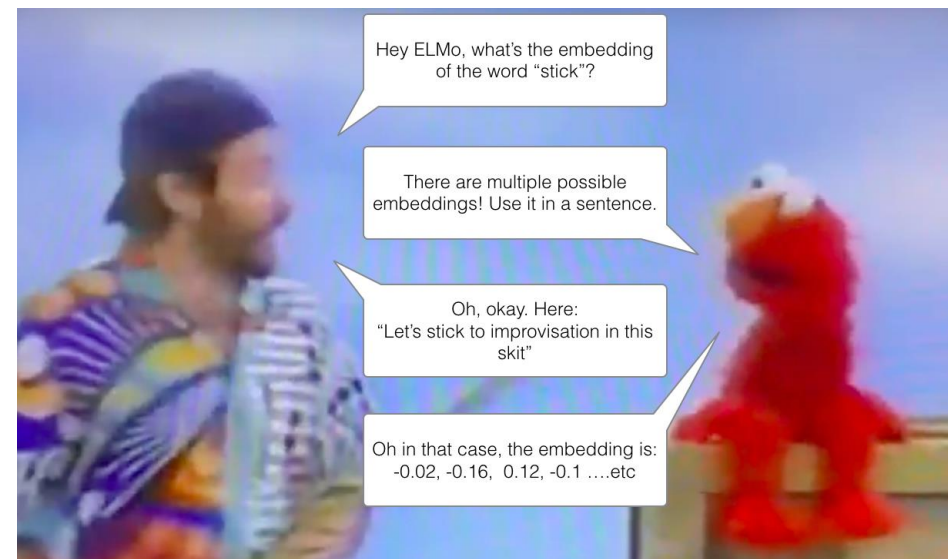 Hey ELMo, what's the embedding
of the word “stick”?
There are multiple possible
embeddings! Use it in a sentence.
Oh, okay. Here:
“Let's stick to improvisation in this
skit”
Oh in that case, the embedding is:
-0.02, -0.16, 0.12, -0.1 ….etc